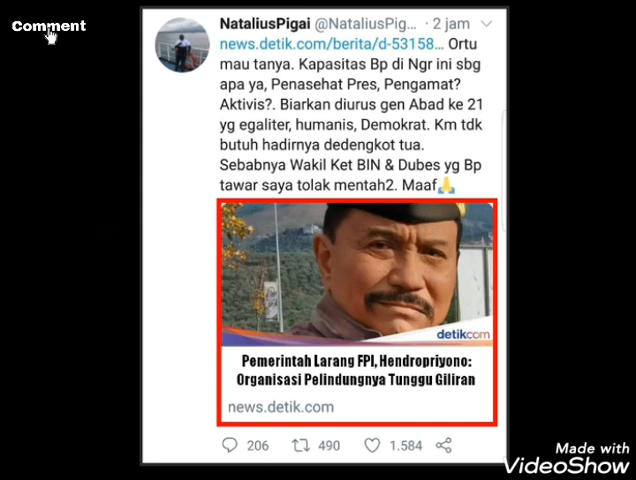 Comment
NataliusPigai @NataliusPig... · 2 jam
news.detik.com/berita/d-53158... Ortu
mau tanya. Kapasitas Bp di Ngr ini sbg
apa ya, Penasehat Pres, Pengamat?
Aktivis?. Biarkan diurus gen Abad ke 21
yg egaliter, humanis, Demokrat. Km tdk
butuh hadirnya dedengkot tua.
Sebabnya Wakil Ket BIN & Dubes yg Bp
tawar saya tolak mentah2. Maaf🙏
detikcom
Pemerintah Larang FPI, Hendropriyono:
Organisasi Pelindungnya Tunggu Giliran
news.detik.com
206 490 1.584
Made with
VideoShow